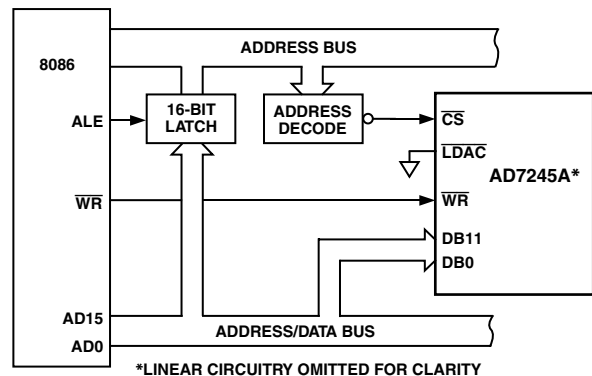 ADDRESS BUS
8086
16-BIT
LATCH
ADDRESS
DECODE
ALE
CS
LDAC
AD7245A*
WR
WR
DB11
DB0
AD15
ADDRESS/DATA BUS
AD0
*LINEAR CIRCUITRY OMITTED FOR CLARITY